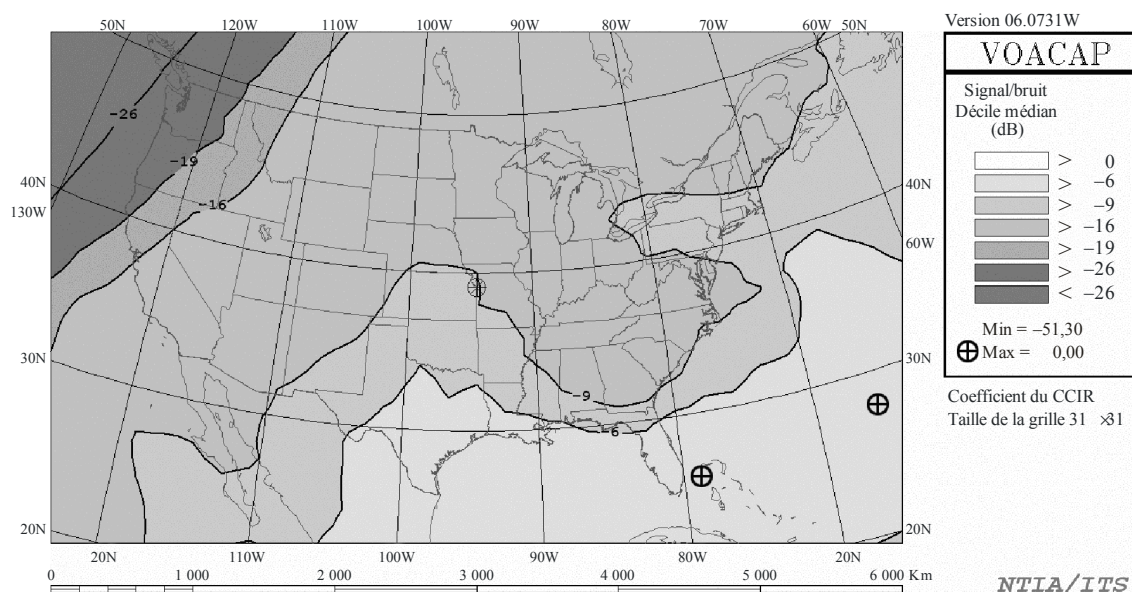 50N 120W 110W 100W 90W 80W 70W 60W 50N
Version 06.0731W
VOACAP
Signal/bruit
Décile médian
(dB)
> 0
> −6
> −9
> −16
> −19
> −26
< −26
Min = −51,30
Max = 0,00
Coefficient du CCIR
Taille de la grille 31 ×31
−26
−19
−16
−9
−6
40N
130W
30N
20N
40N
60W
30N
20N
20N 110W 100W 90W 80W 20N
0 1 000 2 000 3 000 4 000 5 000 6 000 Km
NTIA/ITS